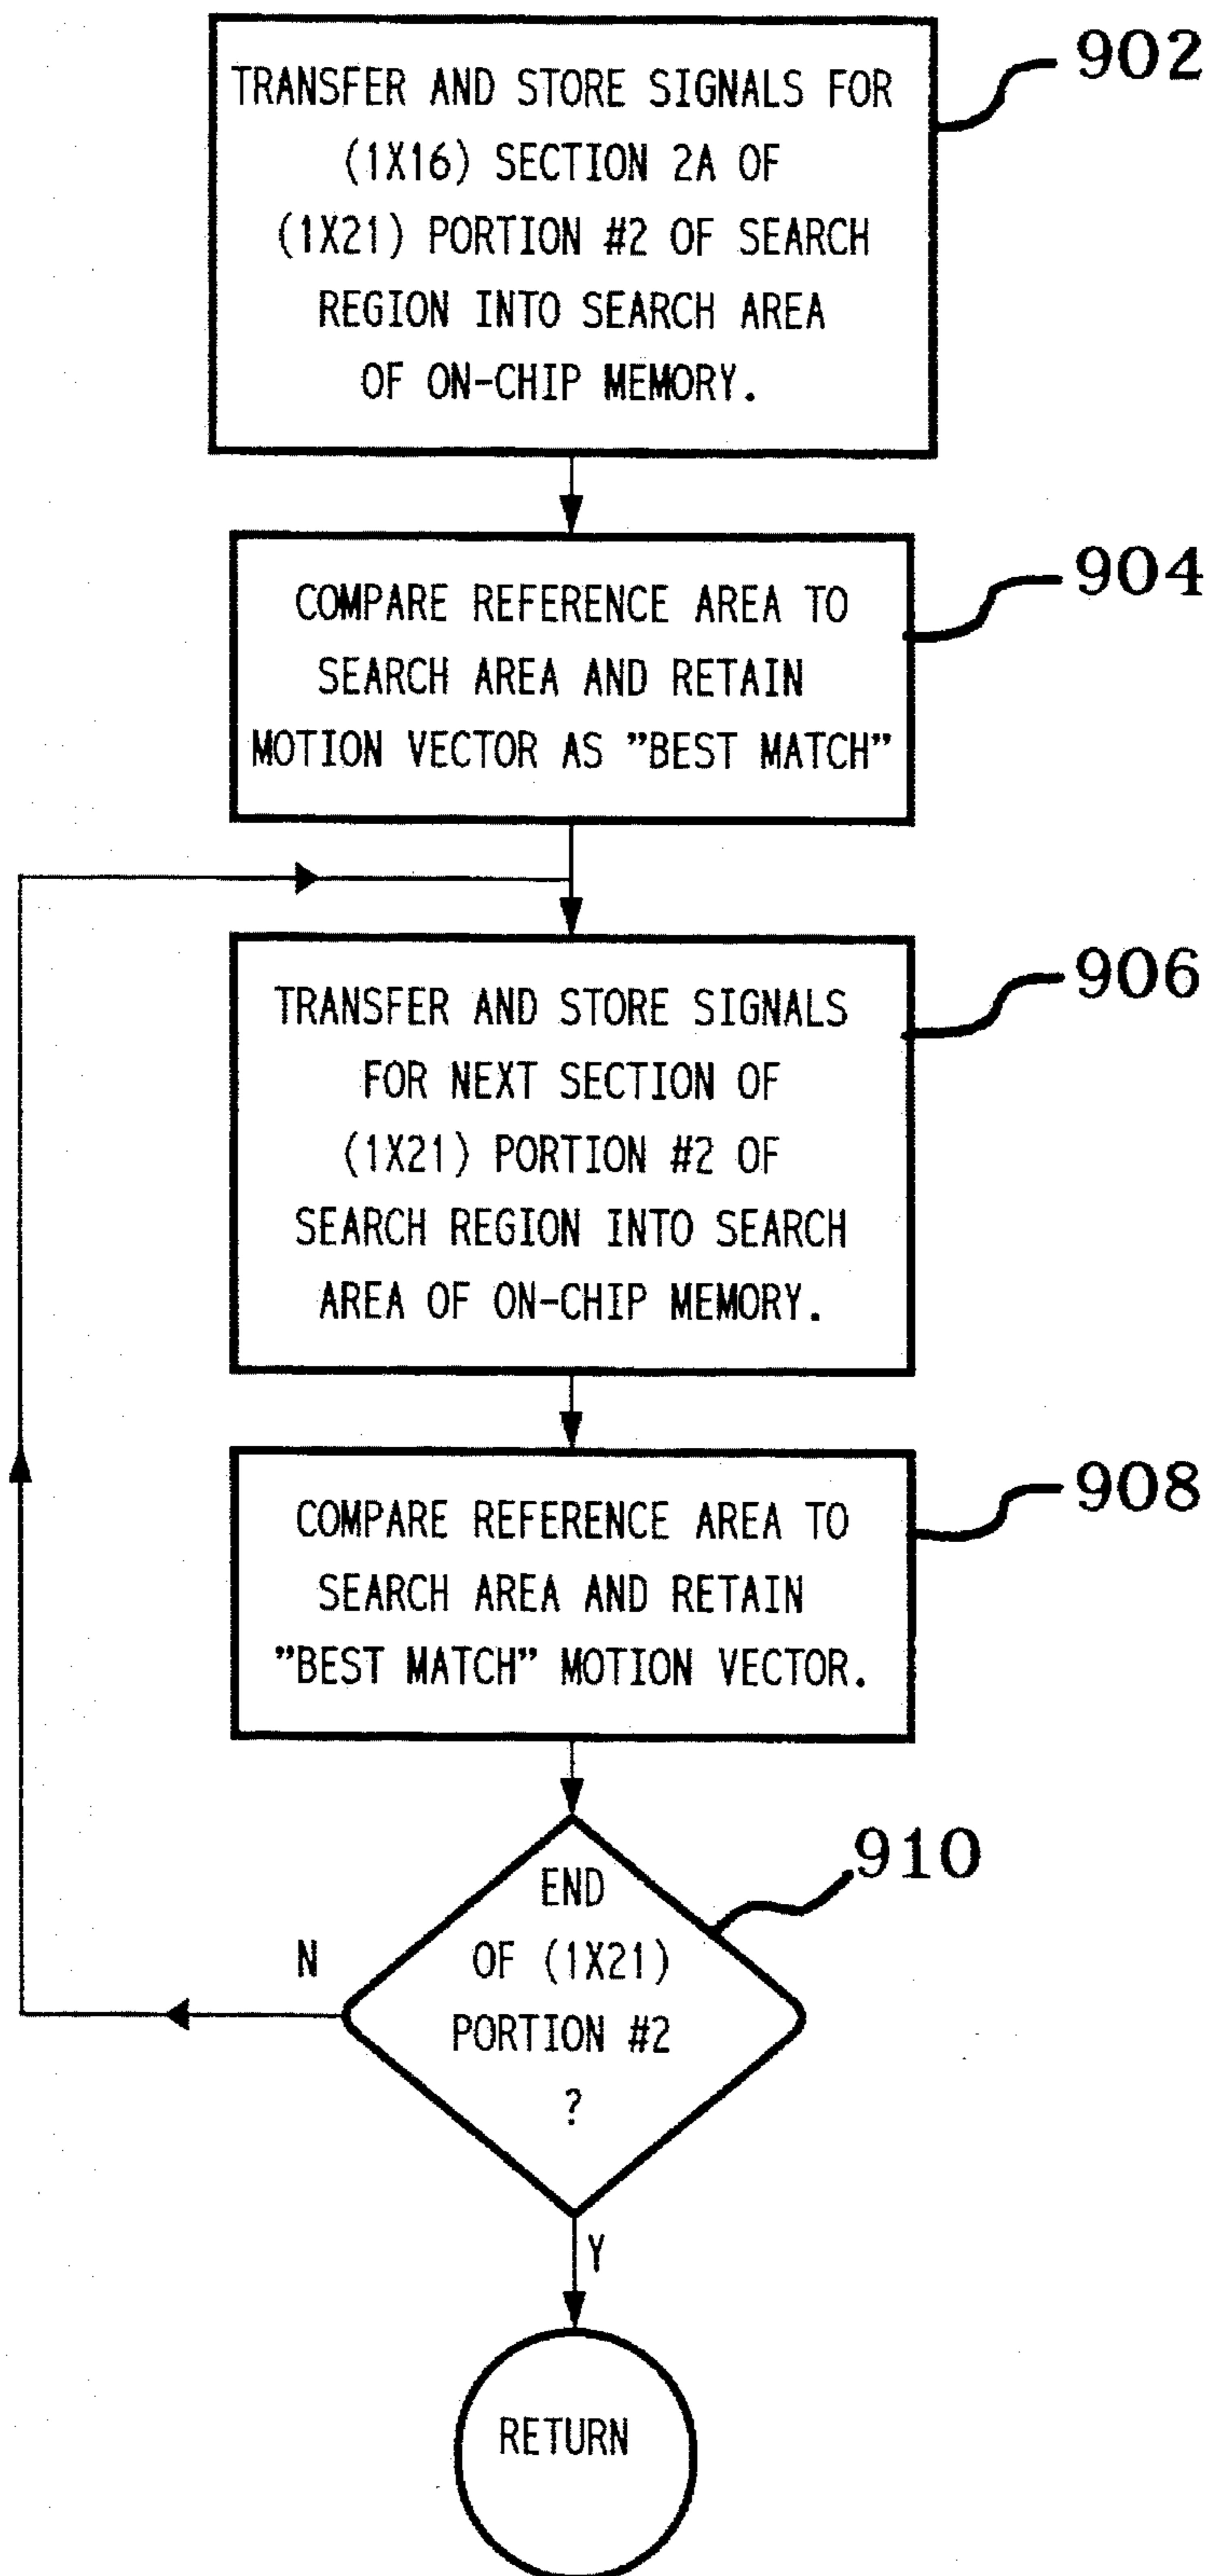 902
TRANSFER AND STORE SIGNALS FOR
(1X16) SECTION 2A OF
(1X21) PORTION #2 OF SEARCH
REGION INTO SEARCH AREA
OF ON-CHIP MEMORY.
904
COMPARE REFERENCE AREA TO
SEARCH AREA AND RETAIN
MOTION VECTOR AS ”BEST MATCH”
906
TRANSFER AND STORE SIGNALS
FOR NEXT SECTION OF
(1X21) PORTION #2 OF
SEARCH REGION INTO SEARCH
AREA OF ON-CHIP MEMORY.
908
COMPARE REFERENCE AREA TO
SEARCH AREA AND RETAIN
”BEST MATCH” MOTION VECTOR.
910
END
OF (1X21)
PORTION #2
?
N
Y
RETURN